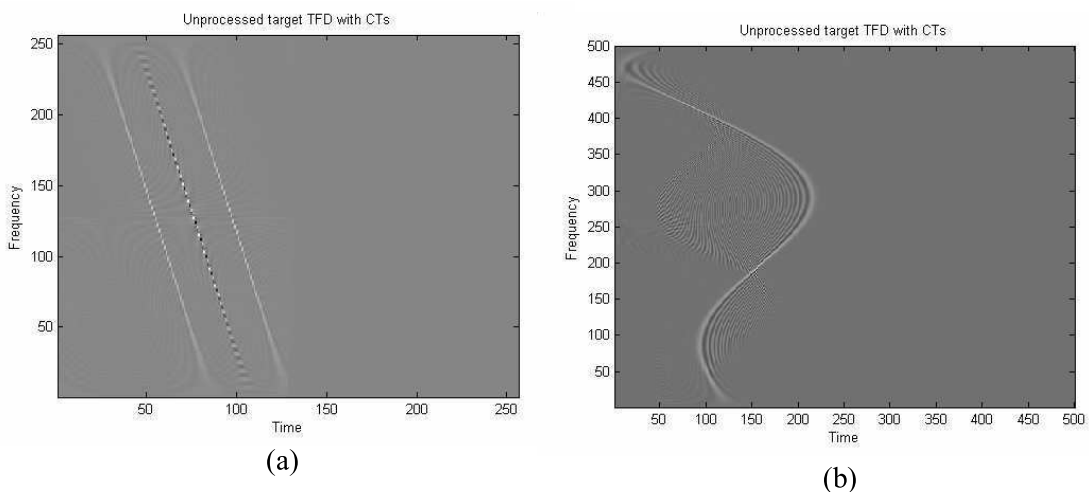 Unprocessed target TFD with CTs
250
200
150
100
50
Frequency
50 100 150 200 250
Time
(a)
Unprocessed target TFD with CTs
500
450
400
350
300
250
200
150
100
50
Frequency
50 100 150 200 250 300 350 400 450 500
Time
(b)